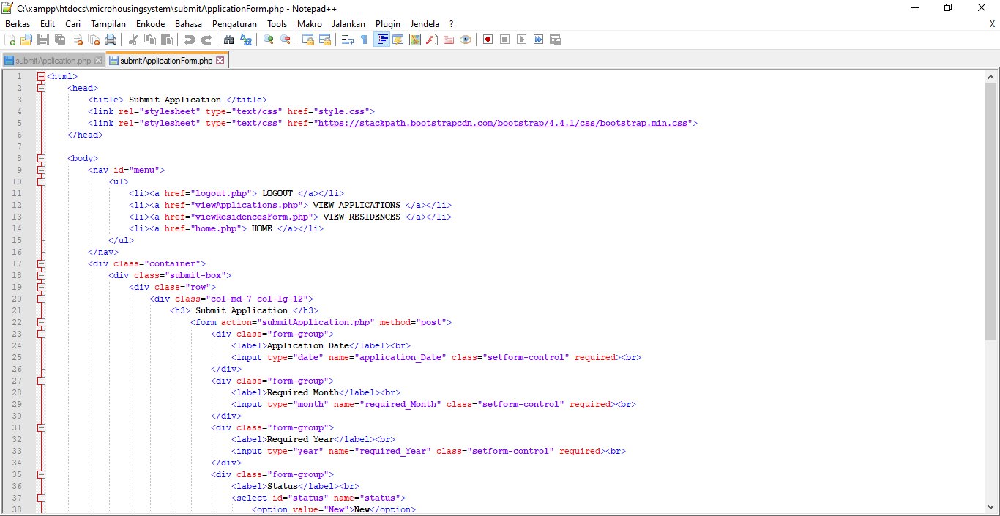 C:\xampp\htdocs\microhousingsystem\submitApplicationForm.php - Notepad++
Berkas Edit Cari Tampilan Enkode Bahasa Pengaturan Tools Makro Jalankan Plugin Jendela ? X
submitApplication.php submitApplicationForm.php
1 <html>
2 <head>
3 <title> Submit Application </title>
4 <link rel="stylesheet" type="text/css" href="style.css">
5 <link rel="stylesheet" type="text/css" href="https://stackpath.bootstrapcdn.com/bootstrap/4.4.1/css/bootstrap.min.css">
6 </head>
7
8 <body>
9 <nav id="menu">
10 <ul>
11 <li><a href="logout.php"> LOGOUT </a></li>
12 <li><a href="viewApplications.php"> VIEW APPLICATIONS </a></li>
13 <li><a href="viewResidencesForm.php"> VIEW RESIDENCES </a></li>
14 <li><a href="home.php"> HOME </a></li>
15 </ul>
16 </nav>
17 <div class="container">
18 <div class="submit-box">
19 <div class="row">
20 <div class="col-md-7 col-lg-12">
21 <h3> Submit Application </h3>
22 <form action="submitApplication.php" method="post">
23 <div class="form-group">
24 <label>Application Date</label><br>
25 <input type="date" name="application_Date" class="setform-control" required><br>
26 </div>
27 <div class="form-group">
28 <label>Required Month</label><br>
29 <input type="month" name="required_Month" class="setform-control" required><br>
30 </div>
31 <div class="form-group">
32 <label>Required Year</label><br>
33 <input type="year" name="required_Year" class="setform-control" required><br>
34 </div>
35 <div class="form-group">
36 <label>Status</label><br>
37 <select id="status" name="status">
38 <option value="New">New</option>